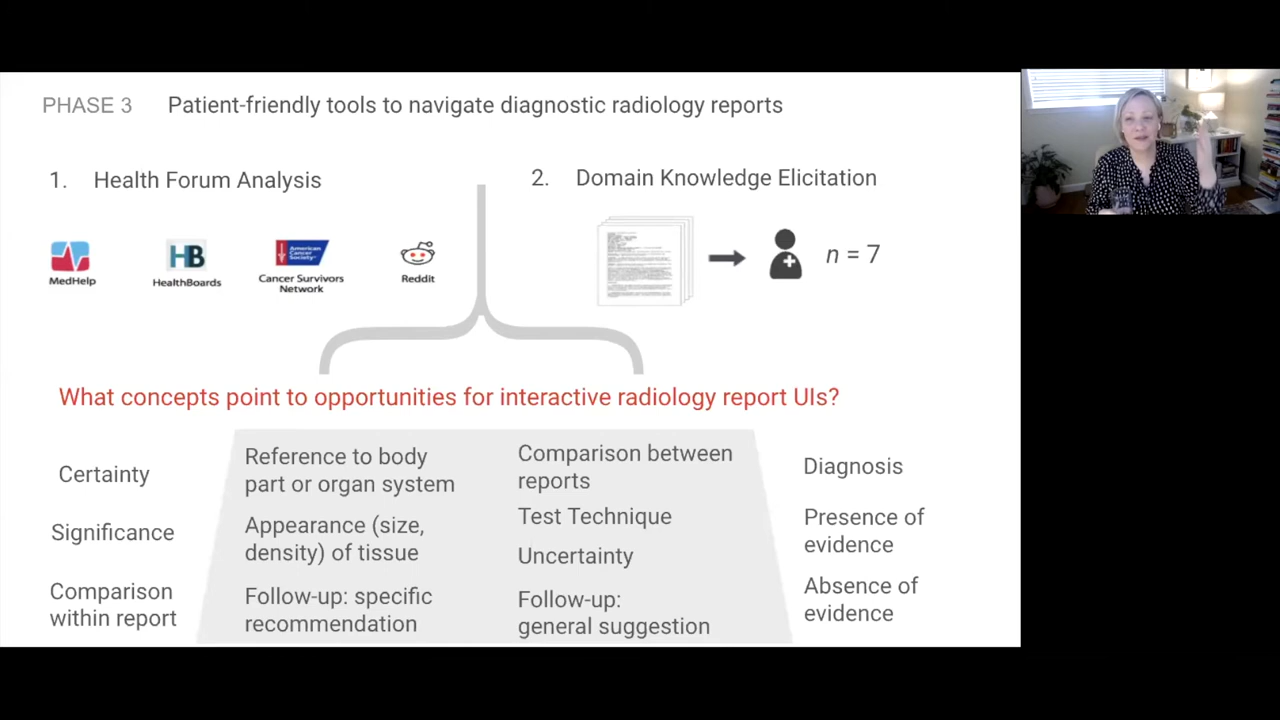 PHASE 3 Patient-friendly tools to navigate diagnostic radiology reports
1. Health Forum Analysis
MedHelp
HB
HealthBoards
American
Cancer
Society
Cancer Survivors
Network
Reddit
2. Domain Knowledge Elicitation
n = 7
What concepts point to opportunities for interactive radiology report UIs?
Certainty
Significance
Comparison
within report
Reference to body
part or organ system
Appearance (size,
density) of tissue
Follow-up: specific
recommendation
Comparison between
reports
Test Technique
Uncertainty
Follow-up:
general suggestion
Diagnosis
Presence of
evidence
Absence of
evidence